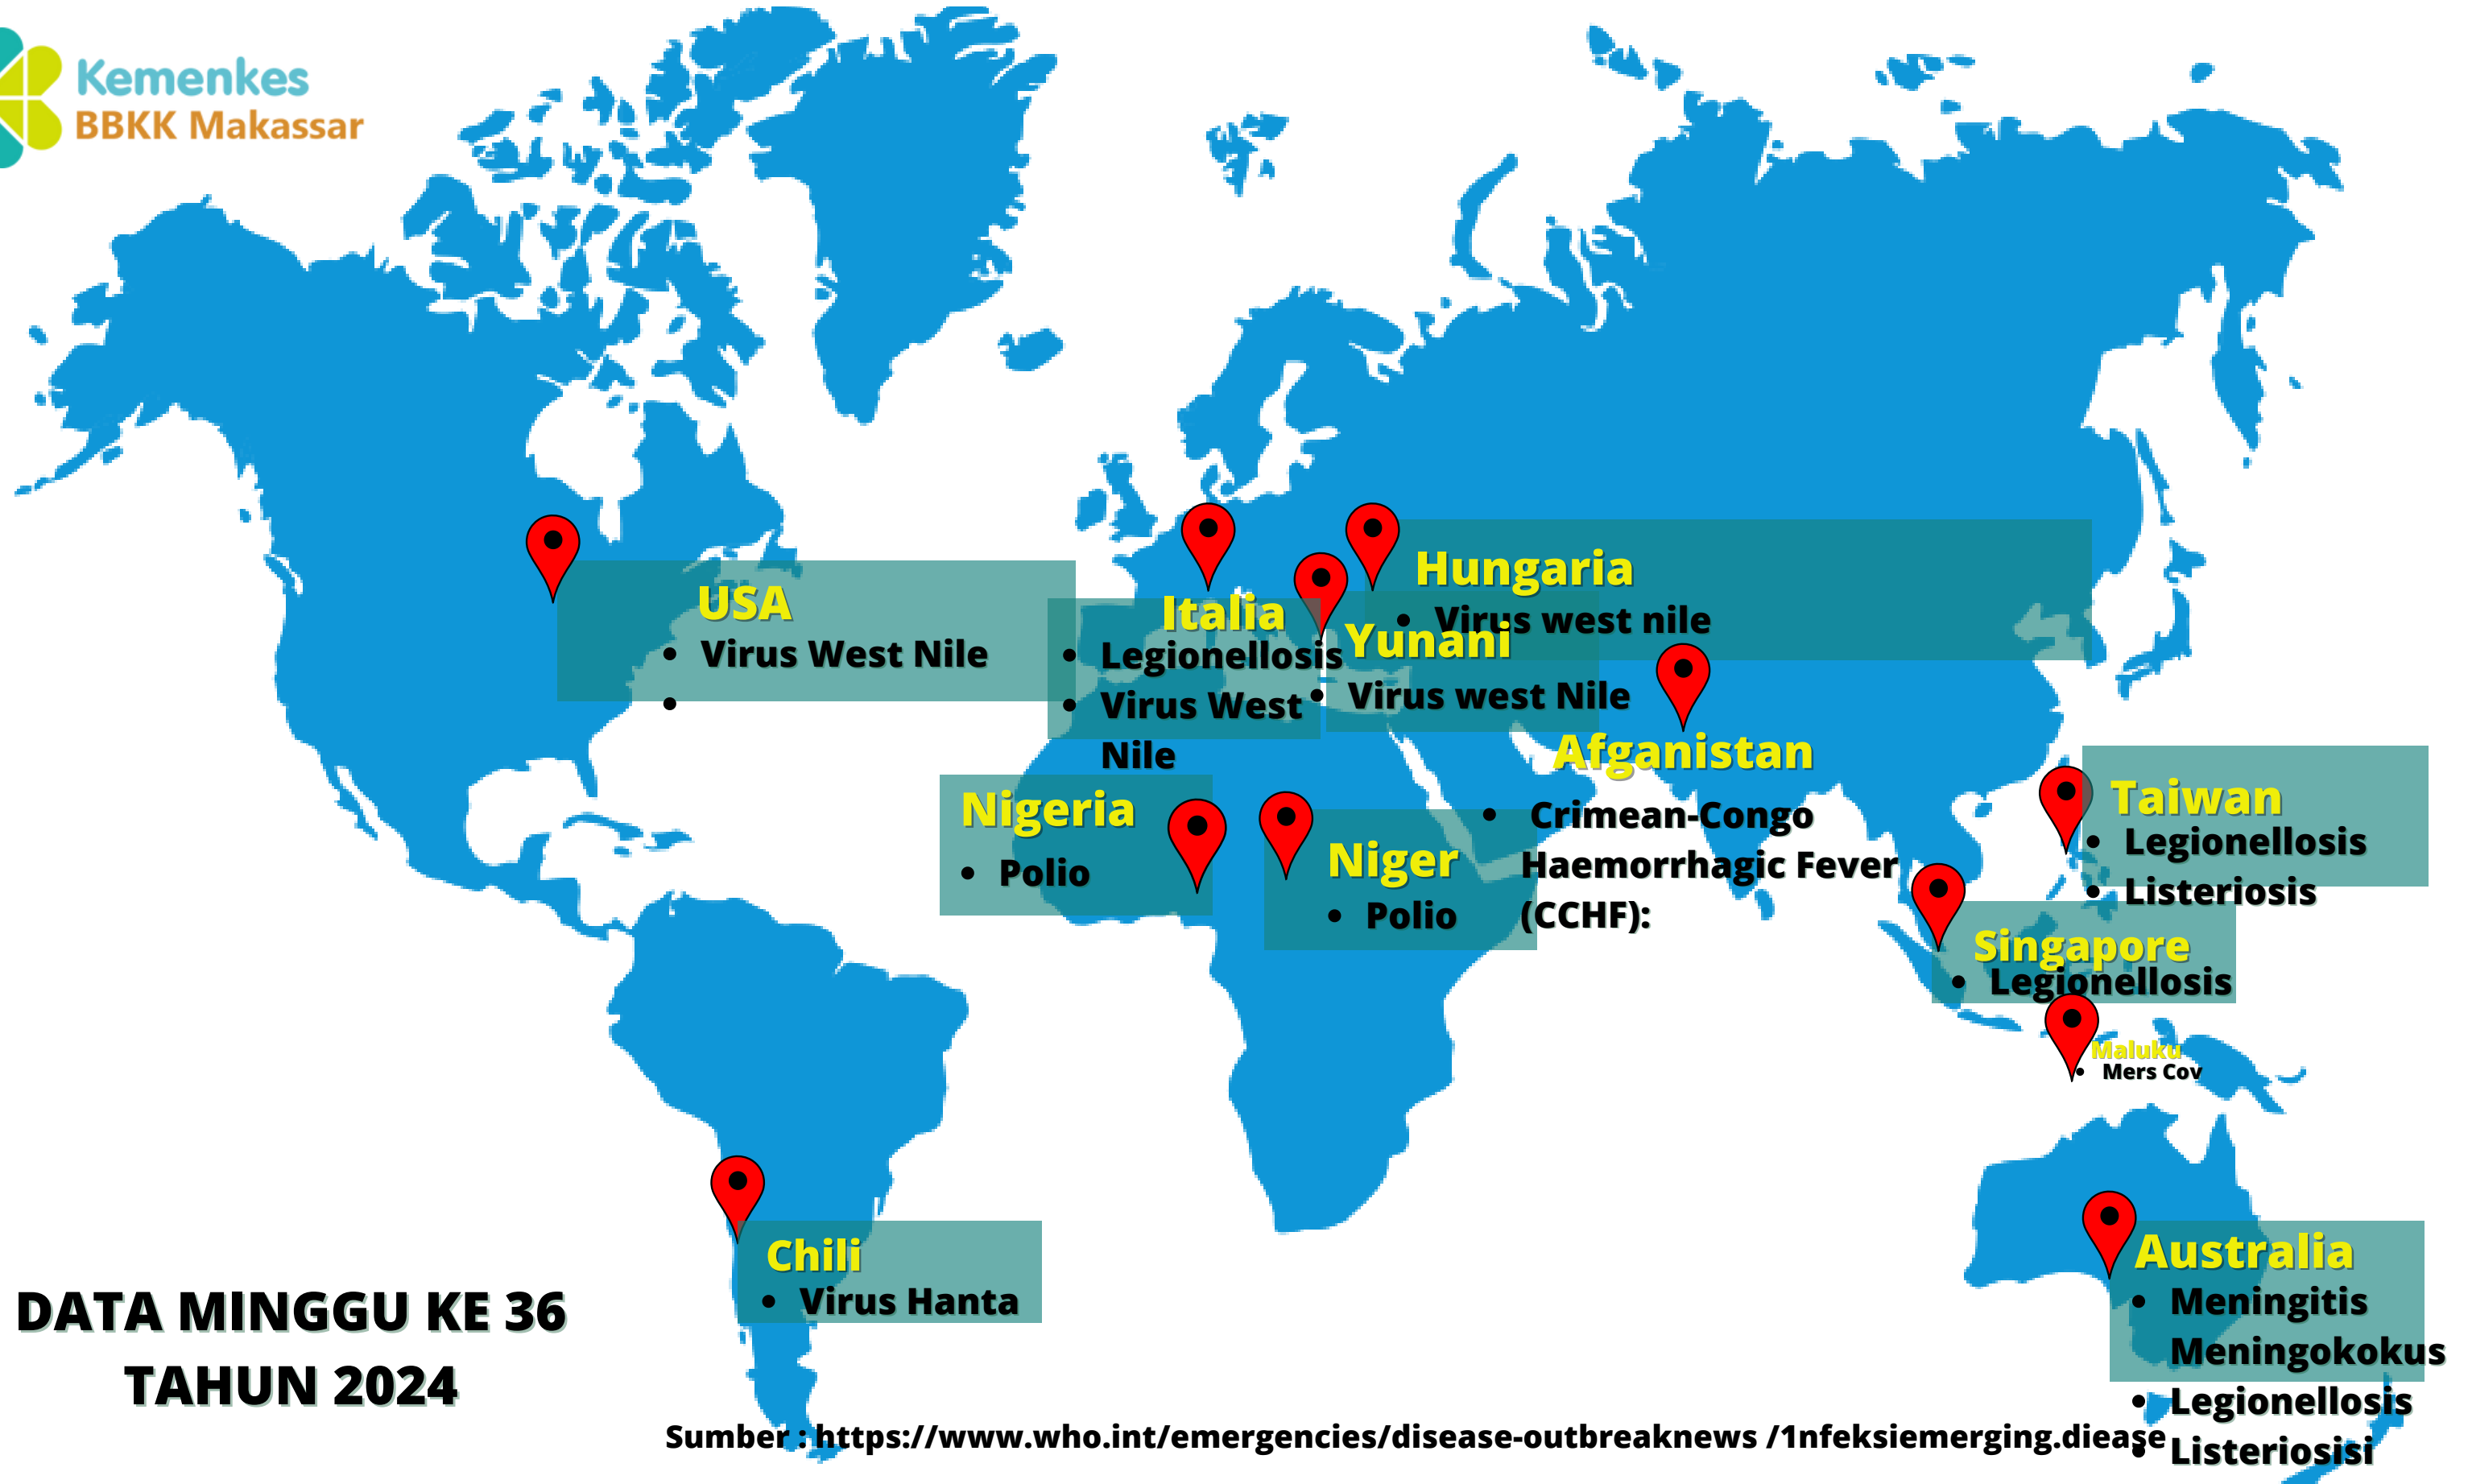 Kemenkes
BBKK Makassar
Hungaria
• Virus west nile
USA
• Virus West Nile
•
Italia
• Legionellosis
• Virus West
Nile
Yunani
• Virus west Nile
Afganistan
• Crimean-Congo
Haemorrhagic Fever
(CCHF):
Nigeria
• Polio
Niger
• Polio
Taiwan
• Legionellosis
• Listeriosis
Singapore
• Legionellosis
Maluku
• Mers Cov
Chili
• Virus Hanta
Australia
• Meningitis
Meningokokus
• Legionellosis
• Listeriosisi
DATA MINGGU KE 36
TAHUN 2024
Sumber : https://www.who.int/emergencies/disease-outbreaknews /1nfeksiemerging.diease